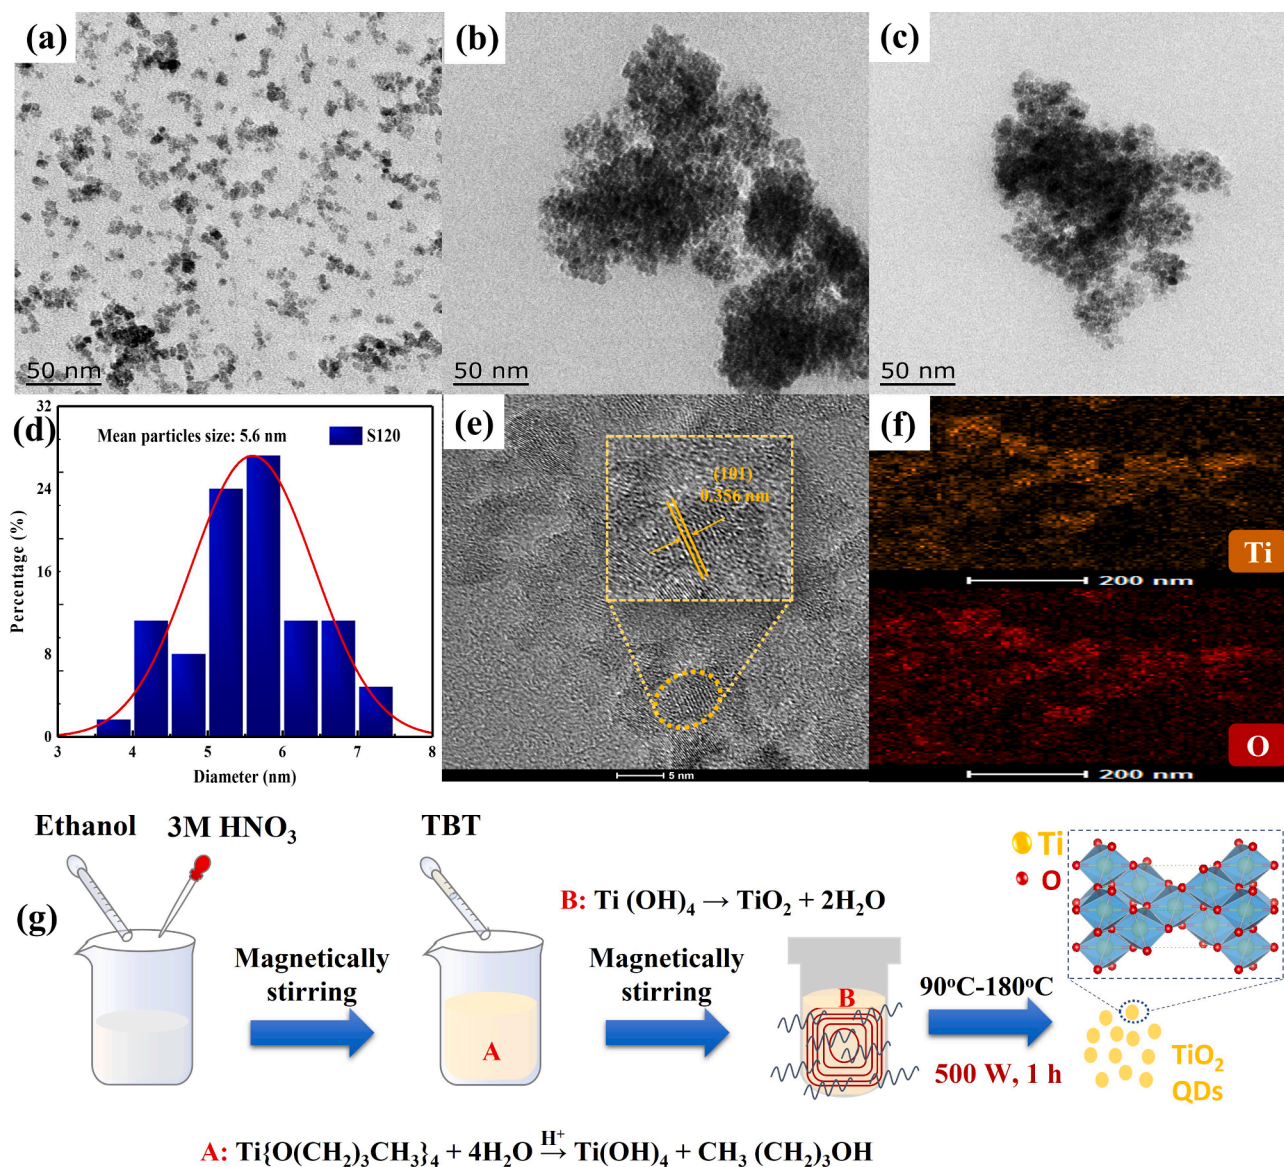 (a)
(b)
(c)
50 nm
50 nm
50 nm
(d)
Mean particles size: 5.6 nm
S120
32
24
16
8
0
Percentage (%)
3 4 5 6 7 8
Diameter (nm)
(e)
(101)
0.356 nm
5 nm
(f)
Ti
200 nm
O
200 nm
(g)
Ethanol
3M HNO₃
Magnetically
stirring
TBT
A
Magnetically
stirring
B: Ti (OH)₄ → TiO₂ + 2H₂O
B
90°C-180°C
500 W, 1 h
Ti
O
TiO₂
QDs
A: Ti{O(CH₂)₃CH₃}₄ + 4H₂O H⁺→ Ti(OH)₄ + CH₃ (CH₂)₃OH